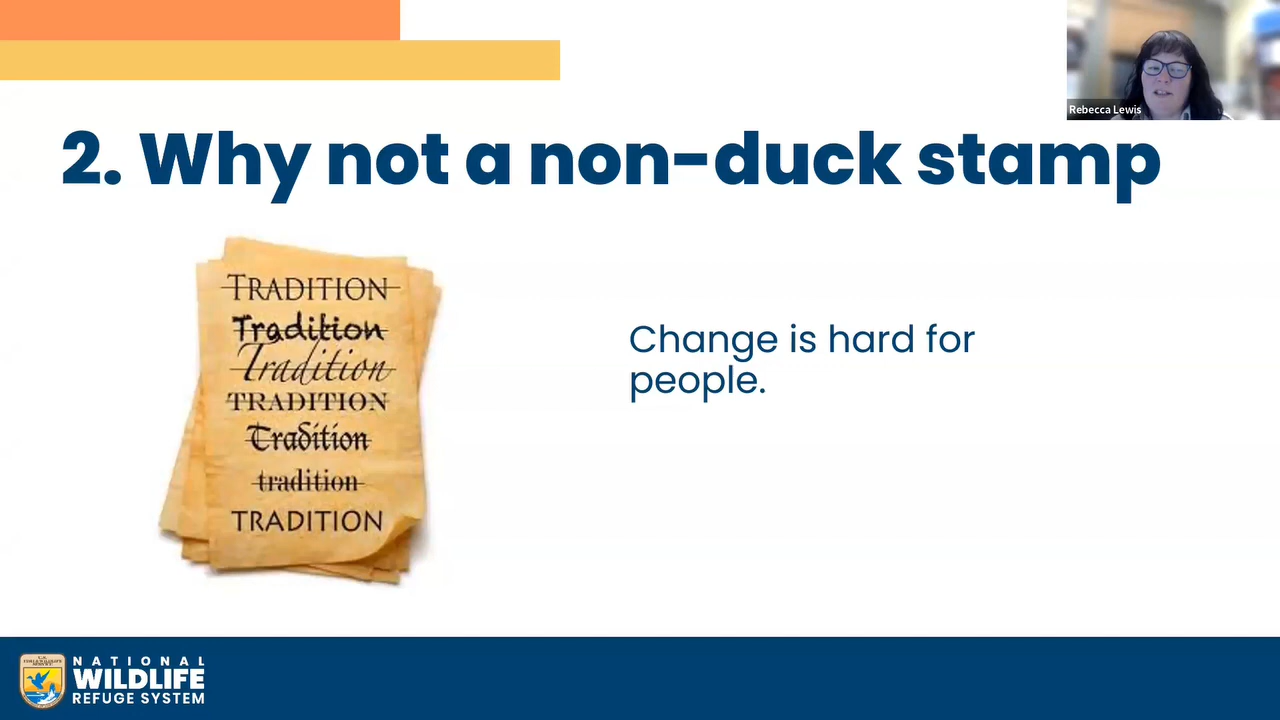 Rebecca Lewis
2. Why not a non-duck stamp
TRADITION
Tradition
Tradition
TRADITION
Tradition
tradition
TRADITION
Change is hard for
people.
NATIONAL
WILDLIFE
REFUGE SYSTEM